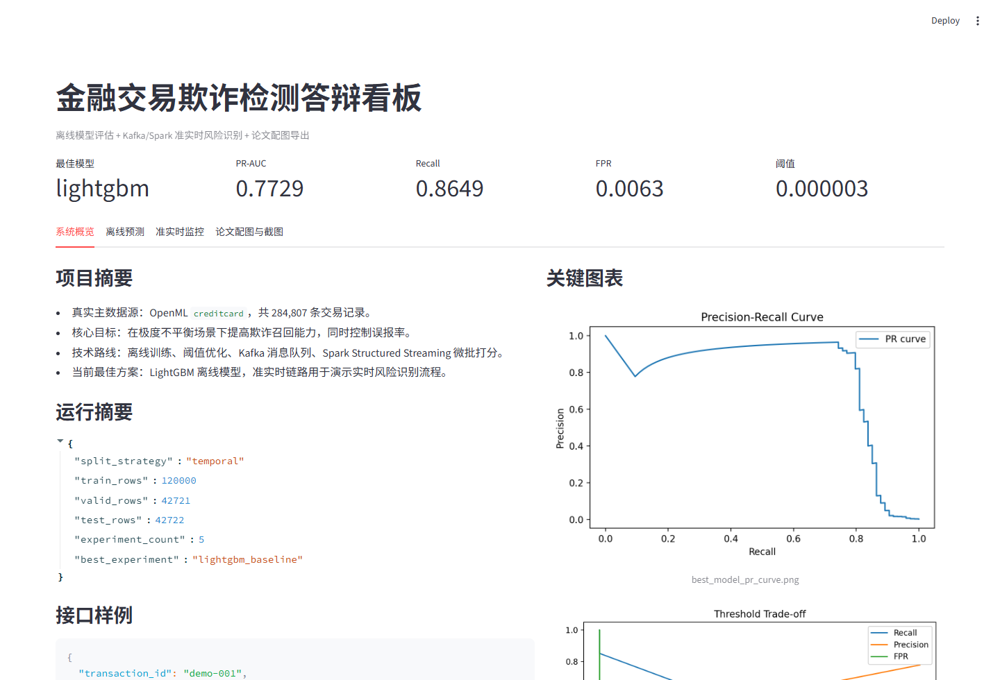 Deploy
金融交易欺诈检测答辩看板
离线模型评估 + Kafka/Spark 准实时风险识别 + 论文配图导出
最佳模型
lightgbm
PR-AUC
0.7729
Recall
0.8649
FPR
0.0063
阈值
0.000003
系统概览
离线预测
准实时监控
论文配图与截图
项目摘要
真实主数据源：OpenML creditcard ，共 284,807 条交易记录。
核心目标：在极度不平衡场景下提高欺诈召回能力，同时控制误报率。
技术路线：离线训练、阈值优化、Kafka 消息队列、Spark Structured Streaming 微批打分。
当前最佳方案：LightGBM 离线模型，准实时链路用于演示实时风险识别流程。
运行摘要
{
"split_strategy" : "temporal"
"train_rows" : 120000
"valid_rows" : 42721
"test_rows" : 42722
"experiment_count" : 5
"best_experiment" : "lightgbm_baseline"
}
接口样例
{
"transaction_id": "demo-001",
关键图表
Precision-Recall Curve
PR curve
1.0
0.8
0.6
0.4
0.2
0.0
Precision
0.0
0.2
0.4
0.6
0.8
1.0
Recall
best_model_pr_curve.png
Threshold Trade-off
1.0
0.8
Recall
Precision
FPR